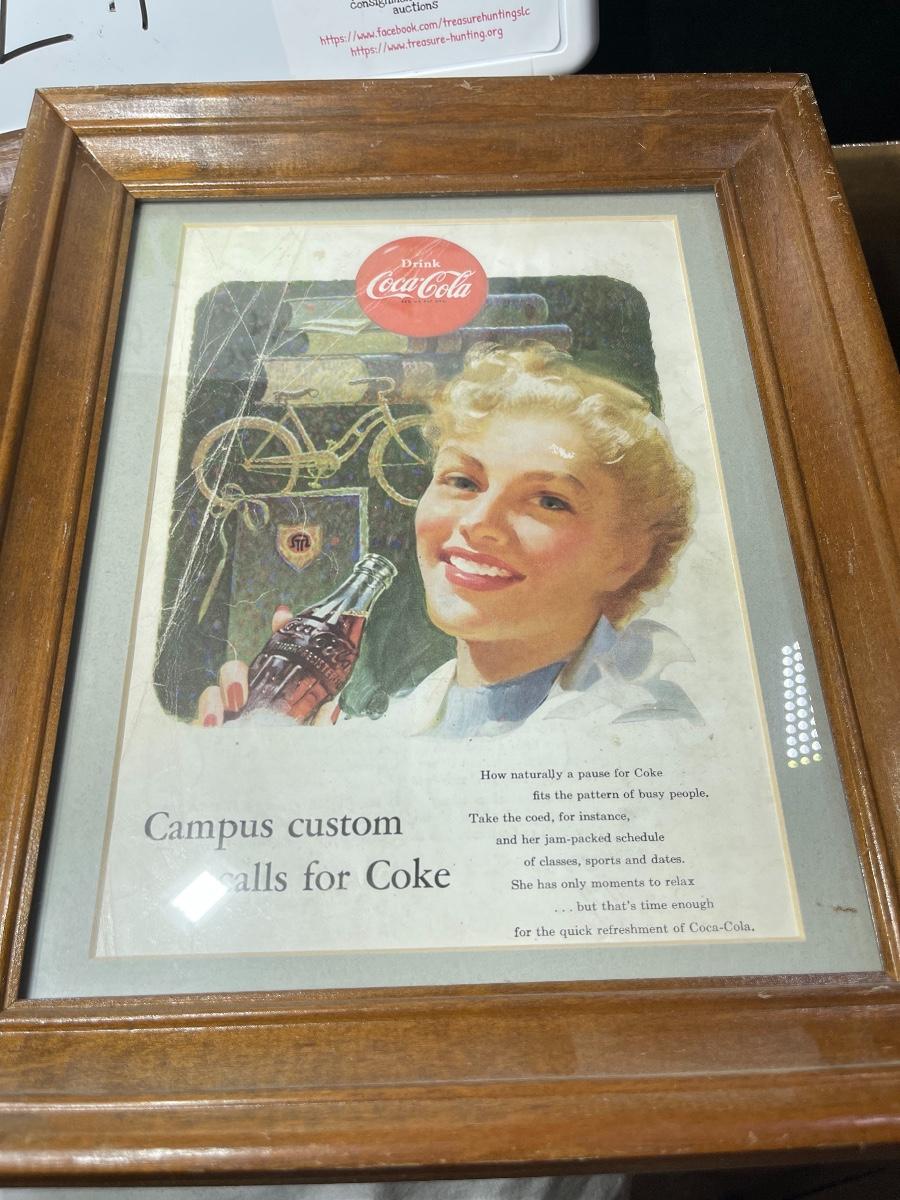 consignment
auctions
https://www.facebook.com/treasurehuntingslc
https://www.treasure-hunting.org
Drink
Coca-Cola
Coca-Cola
Campus custom
calls for Coke
How naturally a pause for Coke
fits the pattern of busy people.
Take the coed, for instance,
and her jam-packed schedule
of classes, sports and dates.
She has only moments to relax
... but that's time enough
for the quick refreshment of Coca-Cola.